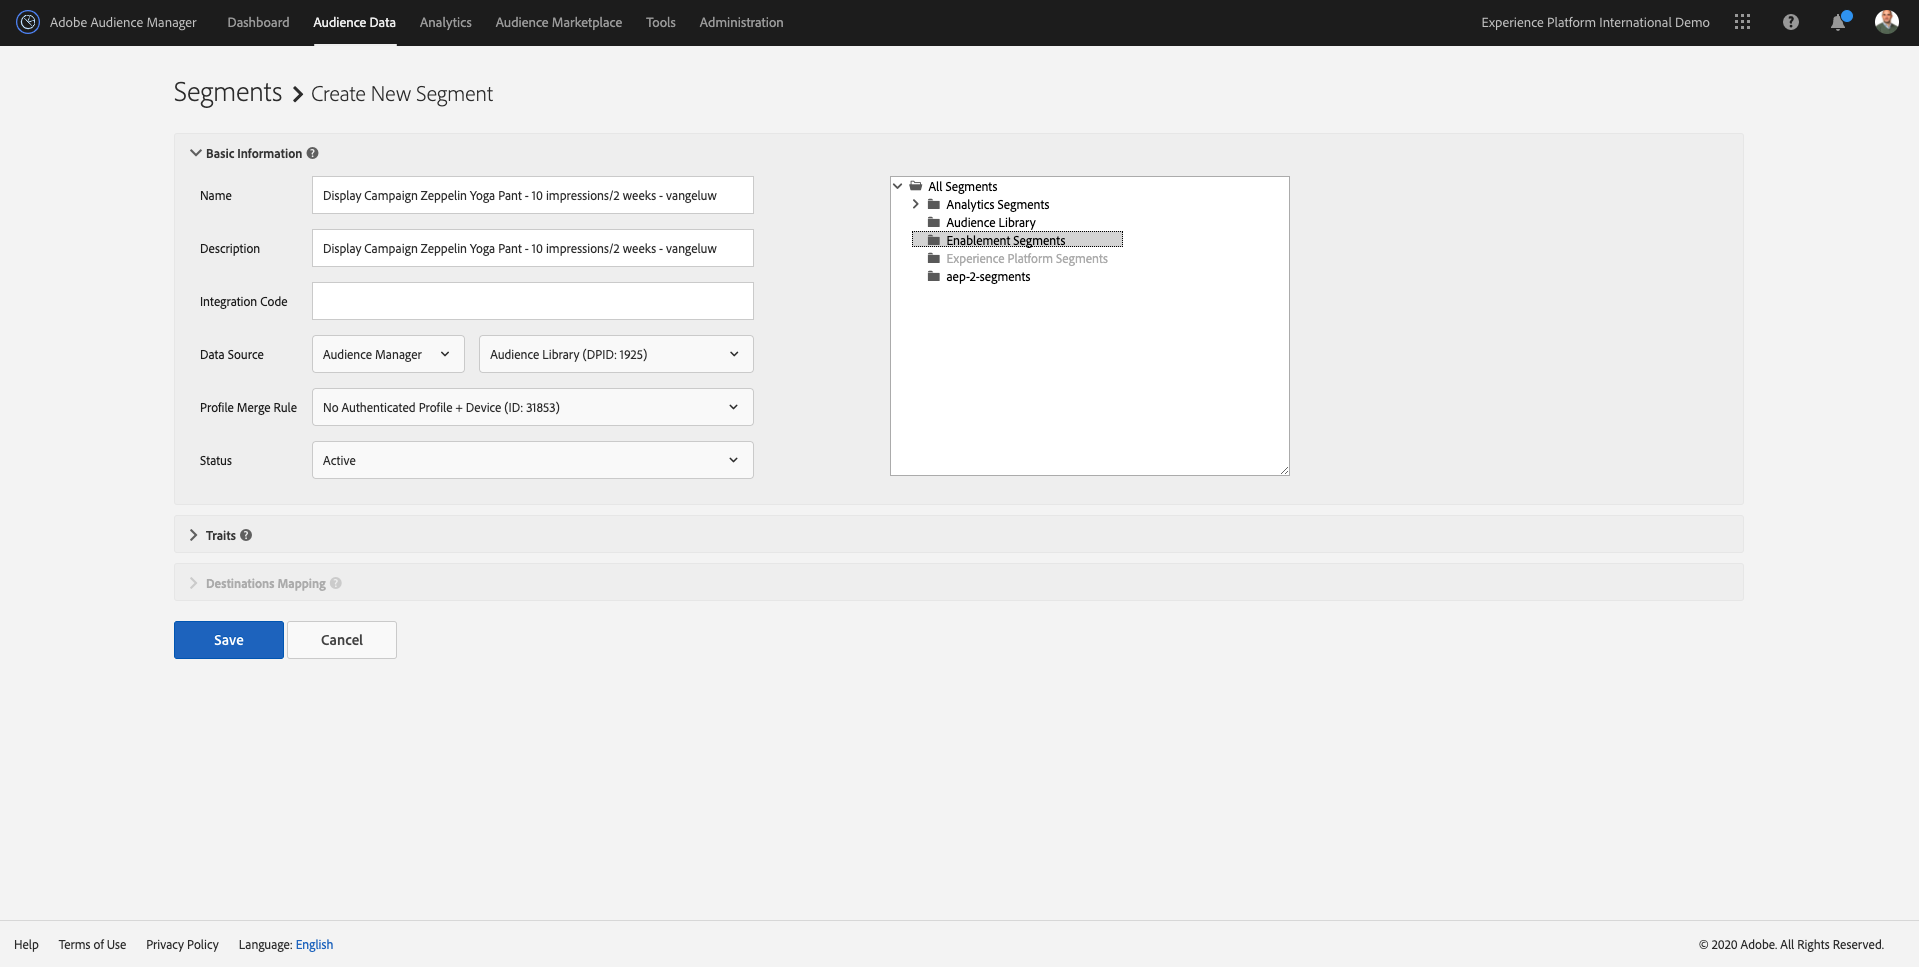 Adobe Audience Manager Dashboard Audience Data Analytics Audience Marketplace Tools Administration Experience Platform International Demo
Segments Create New Segment
Basic Information
Name Display Campaign Zeppelin Yoga Pant - 10 impressions/2 weeks - vangeluw
Description Display Campaign Zeppelin Yoga Pant - 10 impressions/2 weeks - vangeluw
Integration Code
Data Source Audience Manager Audience Library (DPID: 1925)
Profile Merge Rule No Authenticated Profile + Device (ID: 31853)
Status Active
All Segments
Analytics Segments
Audience Library
Enablement Segments
Experience Platform Segments
aep-2-segments
Traits
Destinations Mapping
Save Cancel
Help Terms of Use Privacy Policy Language: English © 2020 Adobe. All Rights Reserved.